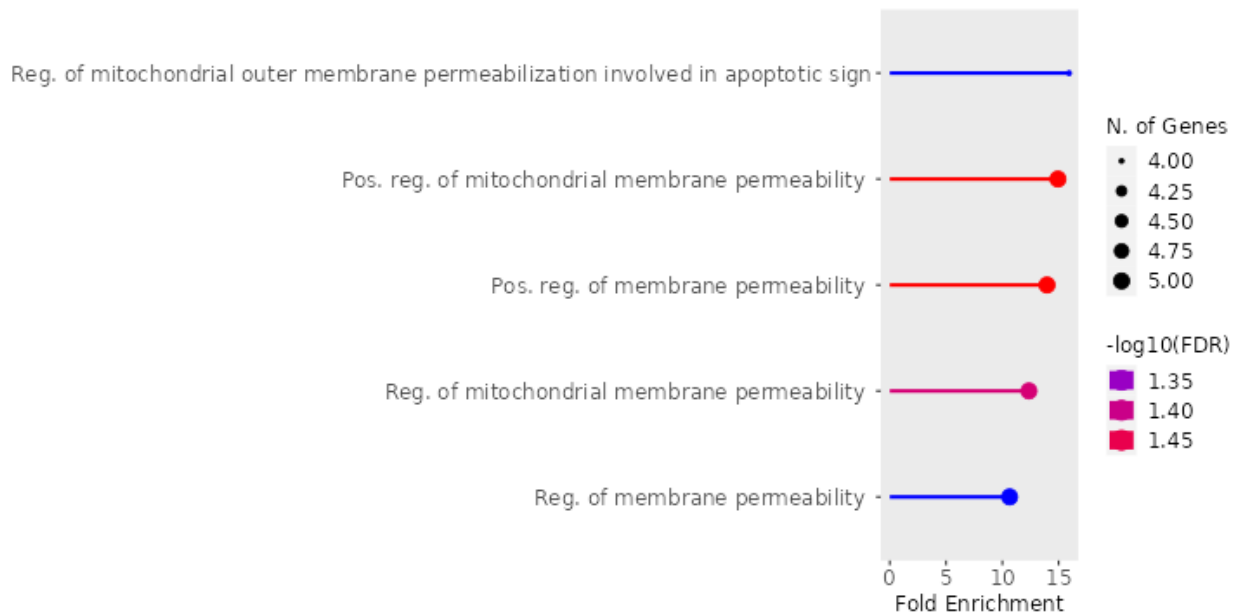 Reg. of mitochondrial outer membrane permeabilization involved in apoptotic sign
Pos. reg. of mitochondrial membrane permeability
Pos. reg. of membrane permeability
Reg. of mitochondrial membrane permeability
Reg. of membrane permeability
0 5 10 15
Fold Enrichment
N. of Genes
4.00
4.25
4.50
4.75
5.00
-log10(FDR)
1.35
1.40
1.45